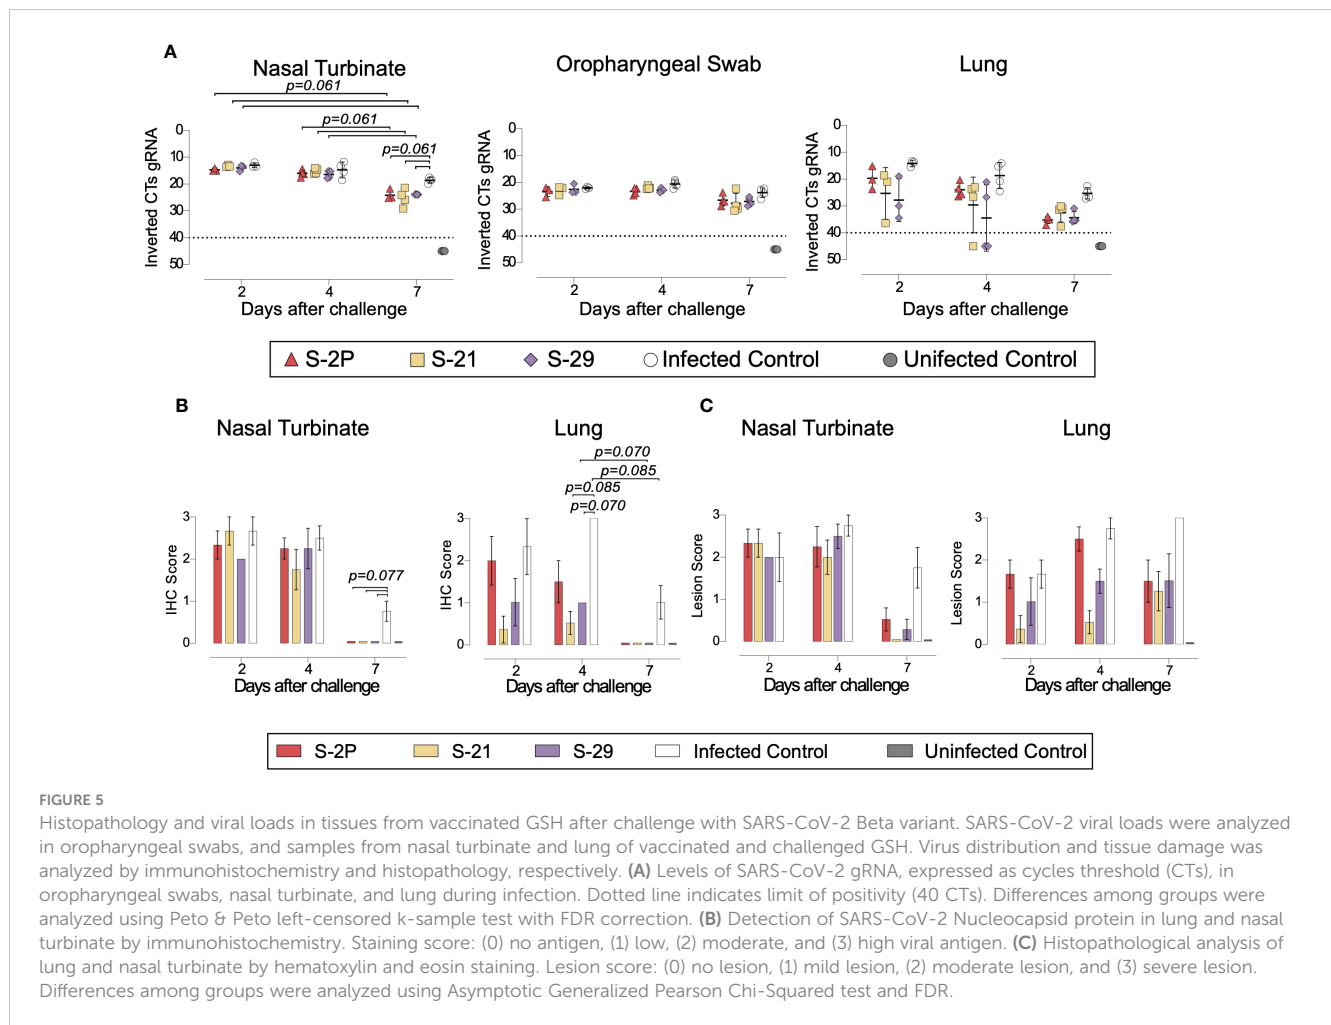 A
Nasal Turbinate
Oropharyngeal Swab
Lung
p=0.061
p=0.061
p=0.061
Inverted CTs gRNA
0
10
20
30
40
50
2
4
7
Days after challenge
Inverted CTs gRNA
0
10
20
30
40
50
2
4
7
Days after challenge
Inverted CTs gRNA
0
10
20
30
40
50
2
4
7
Days after challenge
S-2P S-21 S-29 Infected Control Unifected Control
B
Nasal Turbinate
Lung
p=0.077
p=0.070
p=0.085
p=0.085
p=0.070
IHC Score
3
2
1
0
2
4
7
Days after challenge
IHC Score
3
2
1
0
2
4
7
Days after challenge
C
Nasal Turbinate
Lung
Lesion Score
3
2
1
0
2
4
7
Days after challenge
Lesion Score
3
2
1
0
2
4
7
Days after challenge
S-2P S-21 S-29 Infected Control Uninfected Control
FIGURE 5
Histopathology and viral loads in tissues from vaccinated GSH after challenge with SARS-CoV-2 Beta variant. SARS-CoV-2 viral loads were analyzed
in oropharyngeal swabs, and samples from nasal turbinate and lung of vaccinated and challenged GSH. Virus distribution and tissue damage was
analyzed by immunohistochemistry and histopathology, respectively. (A) Levels of SARS-CoV-2 gRNA, expressed as cycles threshold (CTs), in
oropharyngeal swabs, nasal turbinate, and lung during infection. Dotted line indicates limit of positivity (40 CTs). Differences among groups were
analyzed using Peto & Peto left-censored k-sample test with FDR correction. (B) Detection of SARS-CoV-2 Nucleocapsid protein in lung and nasal
turbinate by immunohistochemistry. Staining score: (0) no antigen, (1) low, (2) moderate, and (3) high viral antigen. (C) Histopathological analysis of
lung and nasal turbinate by hematoxylin and eosin staining. Lesion score: (0) no lesion, (1) mild lesion, (2) moderate lesion, and (3) severe lesion.
Differences among groups were analyzed using Asymptotic Generalized Pearson Chi-Squared test and FDR.